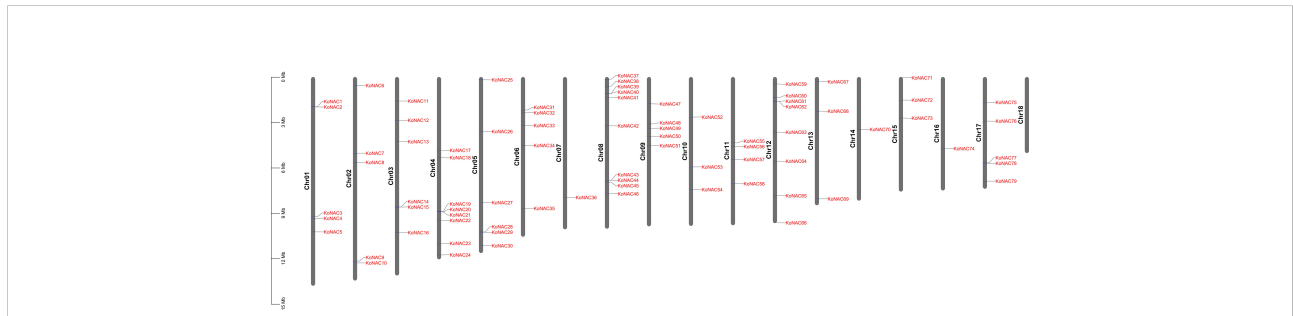 0 Mb
3 Mb
6 Mb
9 Mb
12 Mb
15 Mb
Chr01
KoNAC1
KoNAC2
KoNAC3
KoNAC4
KoNAC5
Chr02
KoNAC6
KoNAC7
KoNAC8
KoNAC9
KoNAC10
Chr03
KoNAC11
KoNAC12
KoNAC13
KoNAC14
KoNAC15
KoNAC16
Chr04
KoNAC17
KoNAC18
KoNAC19
KoNAC20
KoNAC21
KoNAC22
KoNAC23
KoNAC24
Chr05
KoNAC25
KoNAC26
KoNAC27
KoNAC28
KoNAC29
KoNAC30
Chr06
KoNAC31
KoNAC32
KoNAC33
KoNAC34
KoNAC35
Chr07
KoNAC36
Chr08
KoNAC37
KoNAC38
KoNAC39
KoNAC40
KoNAC41
KoNAC42
KoNAC43
KoNAC44
KoNAC45
KoNAC46
Chr09
KoNAC47
KoNAC48
KoNAC49
KoNAC50
KoNAC51
Chr10
KoNAC52
KoNAC53
KoNAC54
Chr11
KoNAC55
KoNAC56
KoNAC57
KoNAC58
Chr12
KoNAC59
KoNAC60
KoNAC61
KoNAC62
KoNAC63
KoNAC64
KoNAC65
KoNAC66
Chr13
KoNAC67
KoNAC68
KoNAC69
Chr14
KoNAC70
Chr15
KoNAC71
KoNAC72
KoNAC73
Chr16
KoNAC74
Chr17
KoNAC75
KoNAC76
KoNAC77
KoNAC78
KoNAC79
Chr18